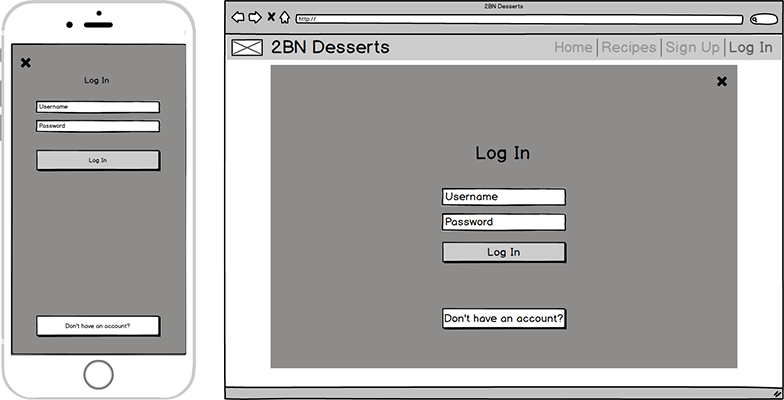 Log In
Username
Password
Log In
Don't have an account?
2BN Desserts
http://
2BN Desserts
Home
Recipes
Sign Up
Log In
Log In
Username
Password
Log In
Don't have an account?